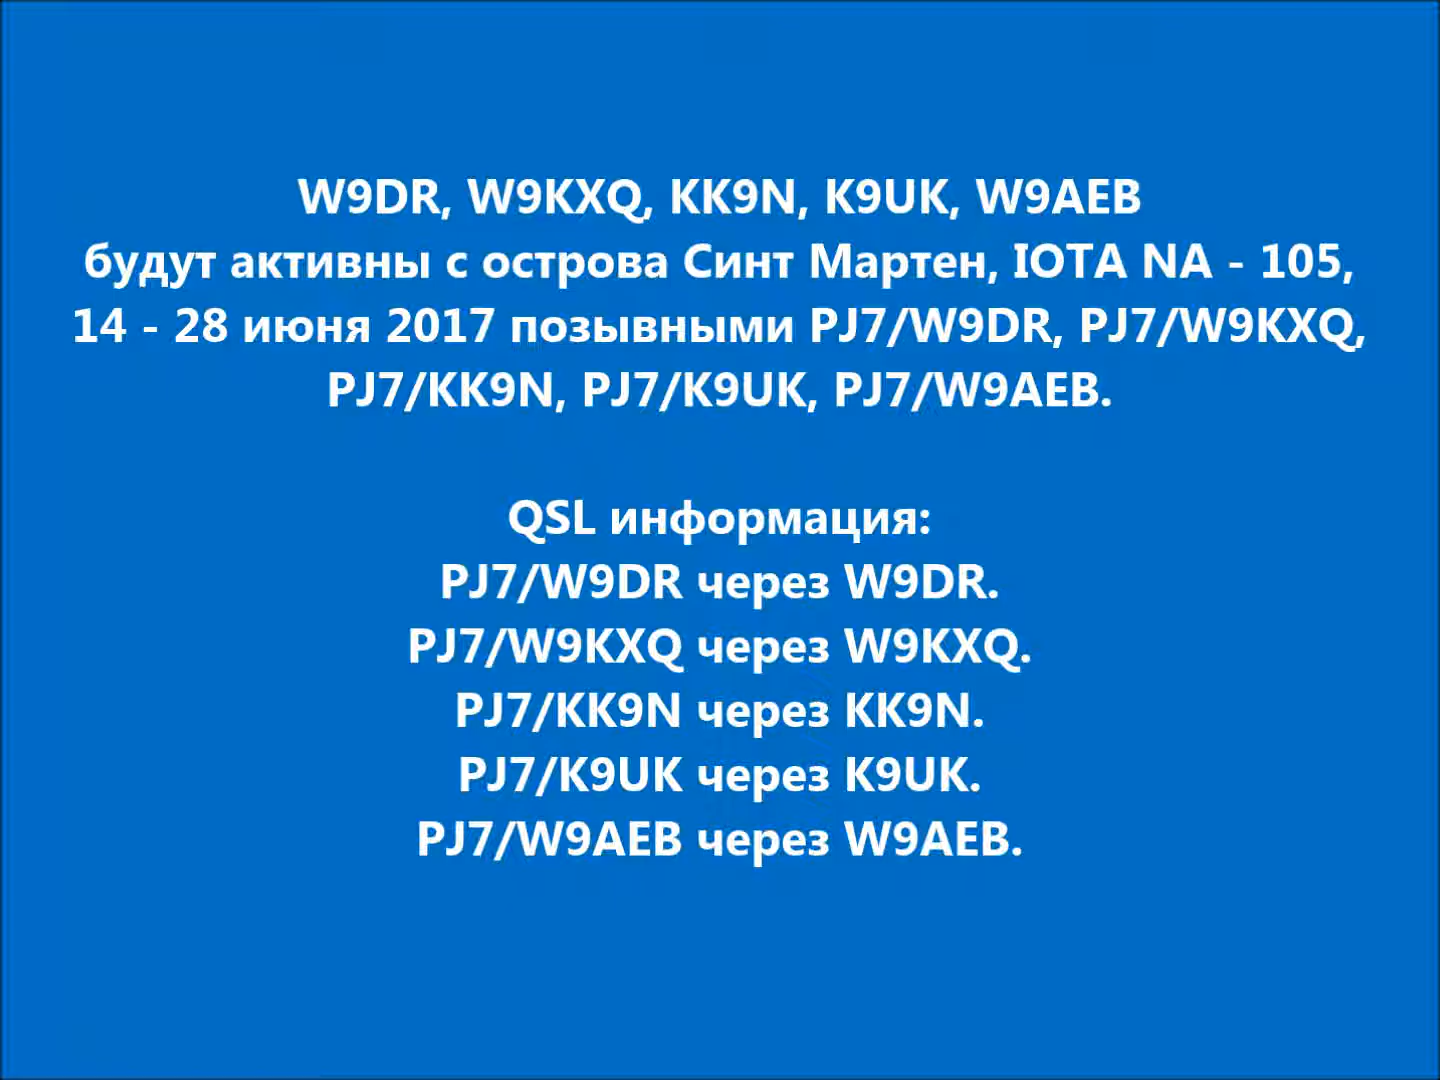 W9DR, W9KXQ, KK9N, K9UK, W9AEB
будут активны с острова Синт Мартен, IOTA NA - 105,
14 - 28 июня 2017 позывными PJ7/W9DR, PJ7/W9KXQ,
PJ7/KK9N, PJ7/K9UK, PJ7/W9AEB.
QSL информация:
PJ7/W9DR через W9DR.
PJ7/W9KXQ через W9KXQ.
PJ7/KK9N через KK9N.
PJ7/K9UK через K9UK.
PJ7/W9AEB через W9AEB.